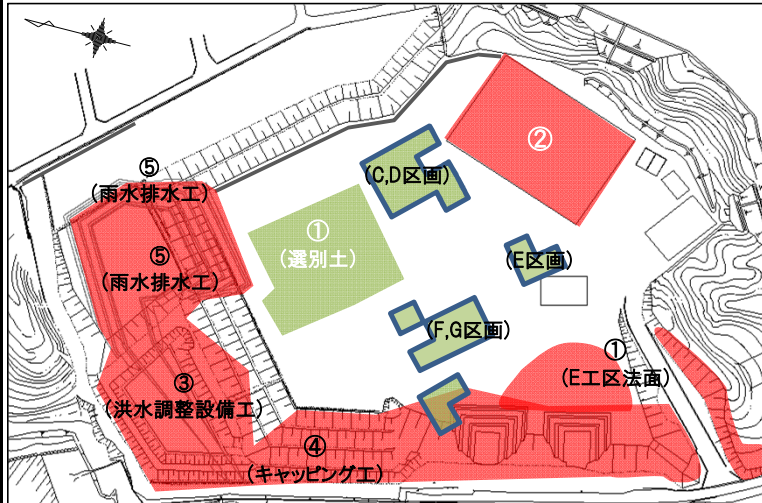 ②
⑤
(雨水排水工)
(C,D区画)
①
(選別土)
⑤
(雨水排水工)
(E区画)
(F,G区画)
①
(E工区法面)
③
(洪水調整設備工)
④
(キャッピング工)